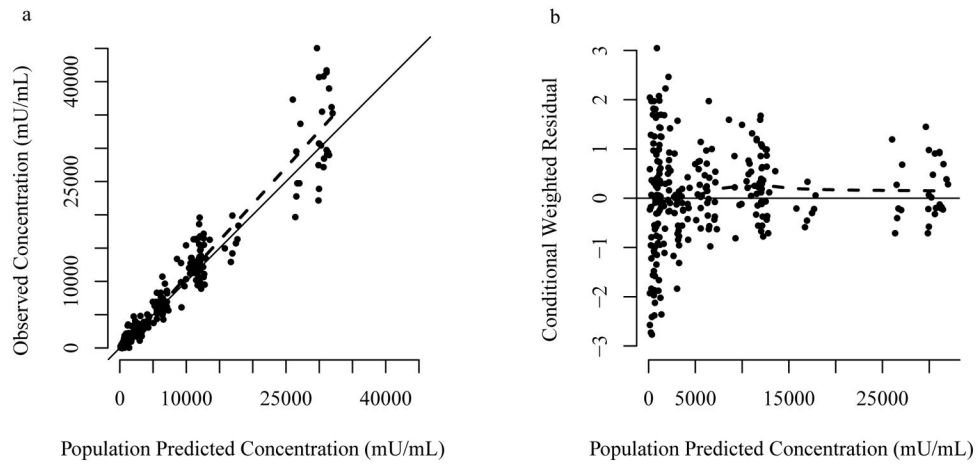 a
Observed Concentration (mU/mL)
40000
25000
10000
0
0 10000 25000 40000
Population Predicted Concentration (mU/mL)
b
Conditional Weighted Residual
3
2
1
0
−1
−2
−3
0 5000 15000 25000
Population Predicted Concentration (mU/mL)